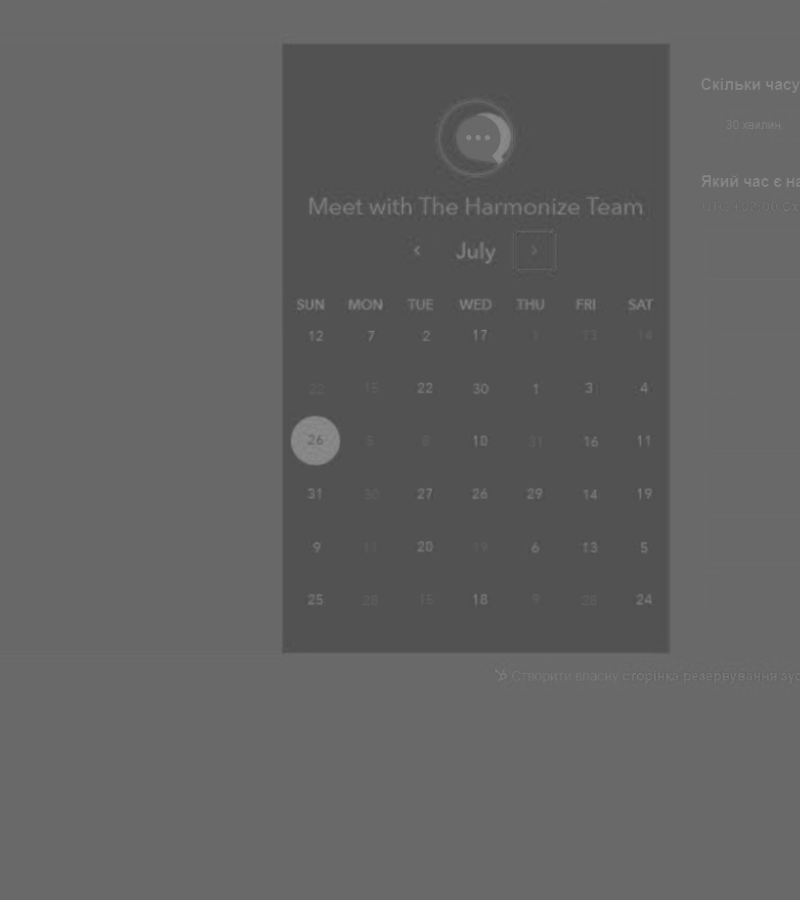 Скільки часу
30 хвилин
Meet with The Harmonize Team
Який час є на
July
SUN MON TUE WED THU FRI SAT
12 7 2 17 13 14
22 15 22 30 1 3 4
26 5 8 10 31 16 11
31 30 27 26 29 14 19
9 11 20 19 6 13 5
25 28 15 18 9 28 24
Створити власну сторінка резервування зус